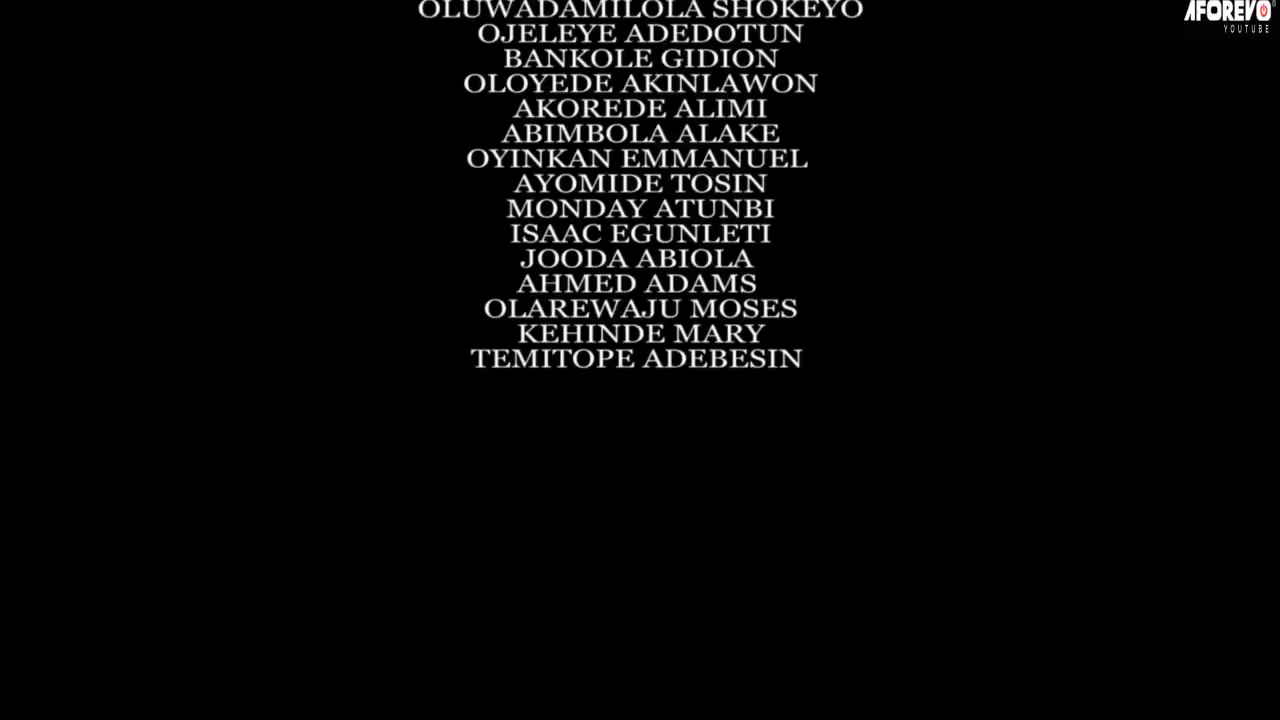 OLUWADAMILOLA SHOKEYO
OJELEYE ADEDOTUN
BANKOLE GIDION
OLOYEDE AKINLAWON
AKOREDE ALIMI
ABIMBOLA ALAKE
OYINKAN EMMANUEL
AYOMIDE TOSIN
MONDAY ATUNBI
ISAAC EGUNLETI
JOODA ABIOLA
AHMED ADAMS
OLAREWAJU MOSES
KEHINDE MARY
TEMITOPE ADEBESIN
AFOREVO
YOUTUBE